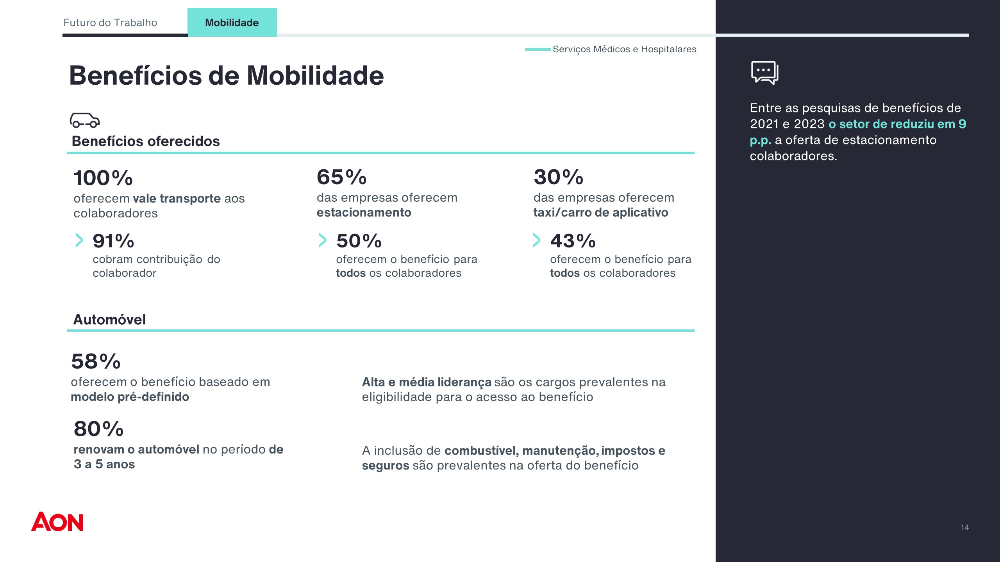 Futuro do Trabalho
Mobilidade
Serviços Médicos e Hospitalares
Benefícios de Mobilidade
Benefícios oferecidos
100%
oferecem vale transporte aos
colaboradores
91%
cobram contribuição do
colaborador
65%
das empresas oferecem
estacionamento
50%
oferecem o benefício para
todos os colaboradores
30%
das empresas oferecem
taxi/carro de aplicativo
43%
oferecem o benefício para
todos os colaboradores
Automóvel
58%
oferecem o benefício baseado em
modelo pré-definido
80%
renovam o automóvel no período de
3 a 5 anos
Alta e média liderança são os cargos prevalentes na
eligibilidade para o acesso ao benefício
A inclusão de combustível, manutenção, impostos e
seguros são prevalentes na oferta do benefício
Entre as pesquisas de benefícios de
2021 e 2023 o setor de reduziu em 9
p.p. a oferta de estacionamento
colaboradores.
AON
14